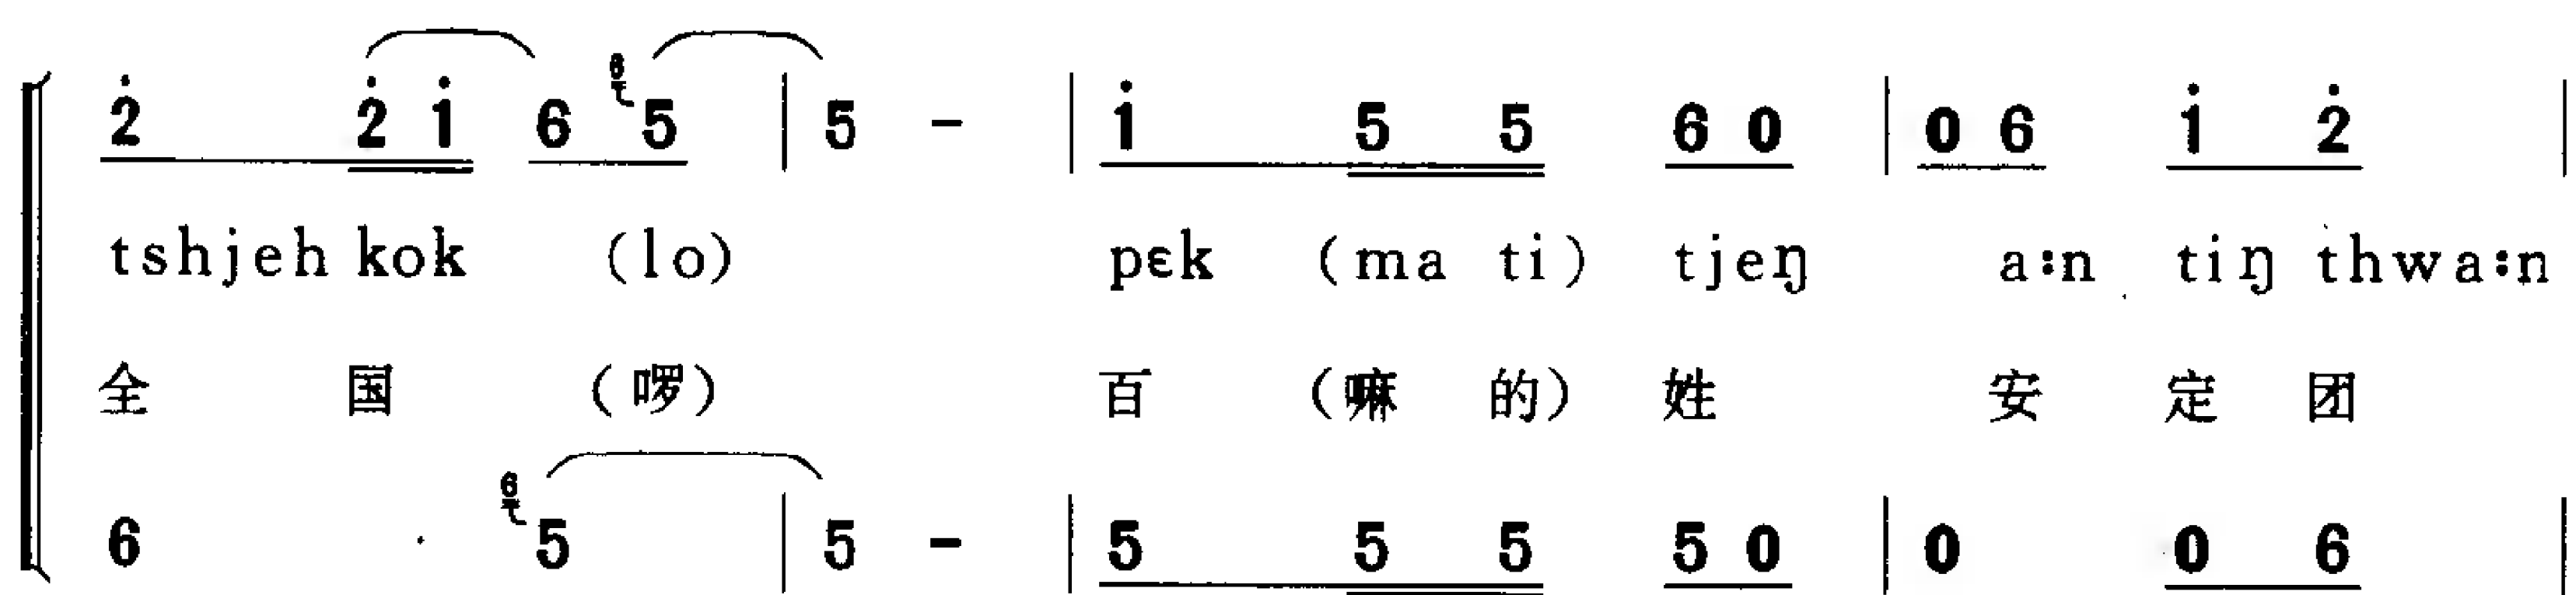 2̇ 2̇ 1̇ 6 6 5 | 5 - | 1̇ 5 5 6 0 | 0 6 1̇ 2̇ |
tshjeh kok (lo) pɛk (ma ti) tjeŋ a:n tiŋ thwa:n
全 国 (啰) 百 (嘛 的) 姓 安 定 团
6 6 5 | 5 - | 5 5 5 5 0 | 0 0 6 |